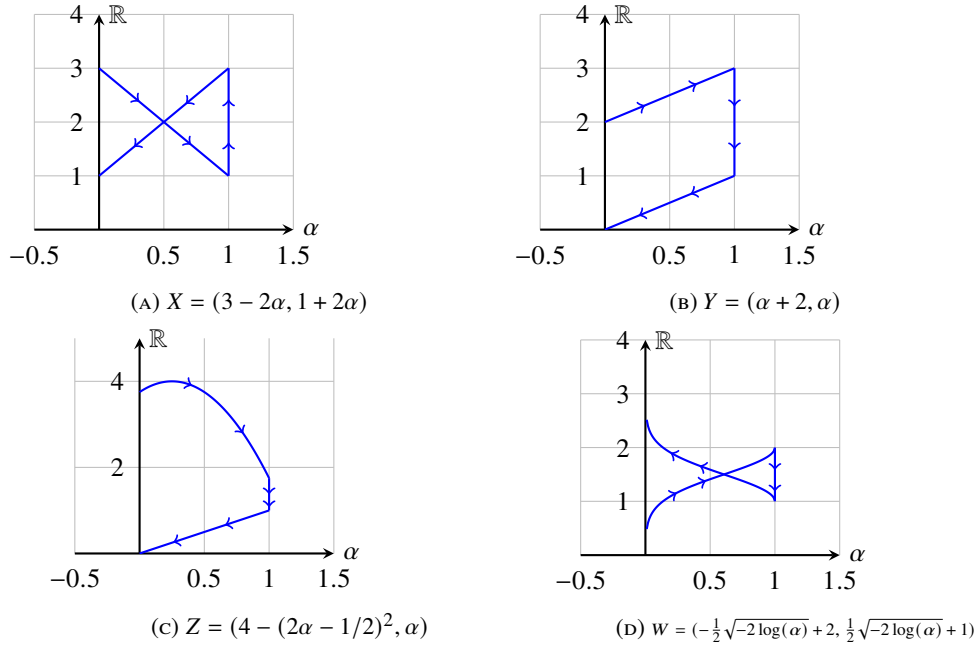 4 ℝ
3
2
1
α
−0.5 0.5 1 1.5
(A) X = (3 − 2α, 1 + 2α)
4 ℝ
3
2
1
α
−0.5 0.5 1 1.5
(B) Y = (α + 2, α)
ℝ
4
2
α
−0.5 0.5 1 1.5
(C) Z = (4 − (2α − 1/2)², α)
4 ℝ
3
2
1
α
−0.5 0.5 1 1.5
(D) W = (−½√−2 log(α) + 2, ½√−2 log(α) + 1)